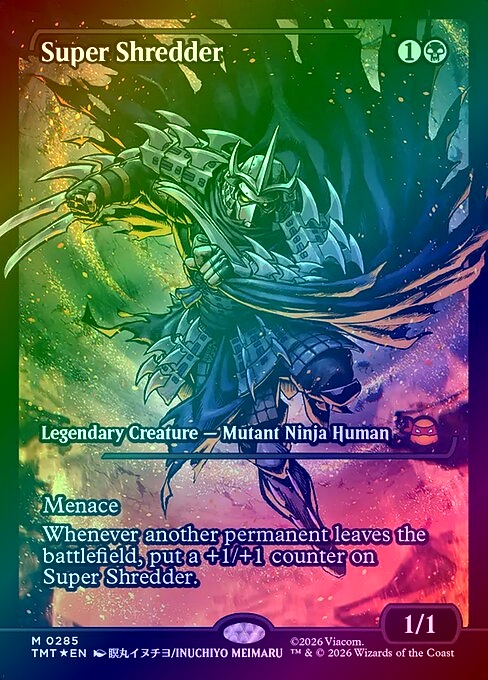 Super Shredder 1
Legendary Creature — Mutant Ninja Human
Menace
Whenever another permanent leaves the
battlefield, put a +1/+1 counter on
Super Shredder.
1/1
M 0285
TMT★EN 瞑丸イヌチヨ/INUCHIYO MEIMARU
©2026 Viacom.
™ & © 2026 Wizards of the Coast